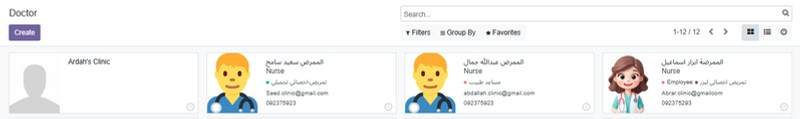 Doctor
Search...
Create
Filters
Group By
Favorites
1-12 / 12
Ardah's Clinic
الممرض سعيد سامح
Nurse
تمريض-اخصائي تجميلي
Saed.clinic@gmail.com
092375923
الممرض عبدالله جمال
Nurse
مساعد طبيب
abdallah.clinic@gmail.com
092375923
الممرضة ابرار اسماعيل
Nurse
Employee تمريض اخصائي ليزر
Abrar.clinic@gmailcom
092375293